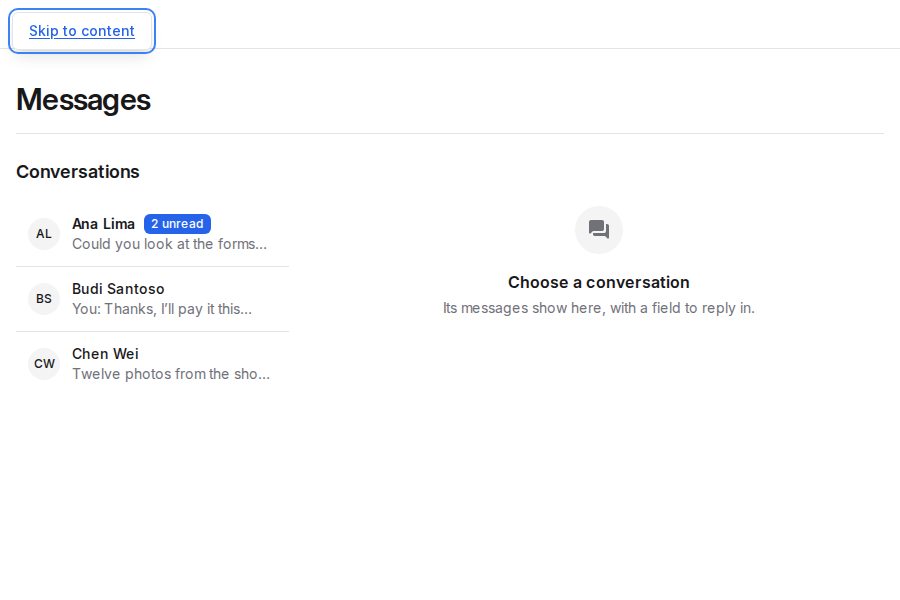 Skip to content
Messages
Conversations
AL
Ana Lima
2 unread
Could you look at the forms...
BS
Budi Santoso
You: Thanks, I’ll pay it this...
CW
Chen Wei
Twelve photos from the sho...
Choose a conversation
Its messages show here, with a field to reply in.